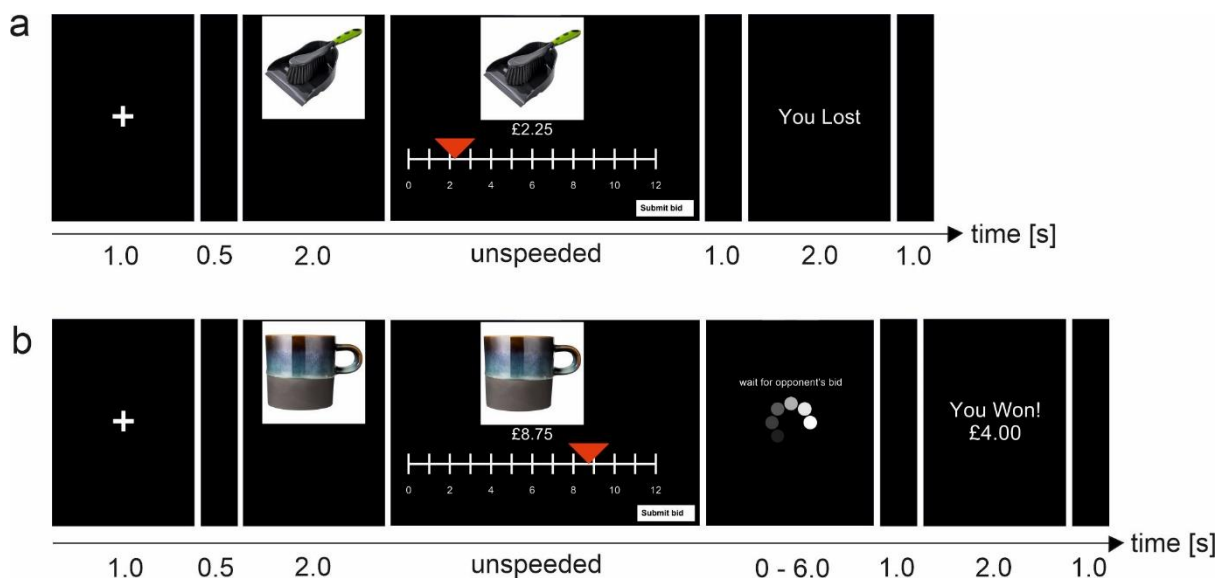 a
+
£2.25
0 2 4 6 8 10 12
Submit bid
You Lost
time [s]
1.0 0.5 2.0 unspeeded 1.0 2.0 1.0
b
+
£8.75
0 2 4 6 8 10 12
Submit bid
wait for opponent's bid
You Won!
£4.00
time [s]
1.0 0.5 2.0 unspeeded 0 - 6.0 1.0 2.0 1.0